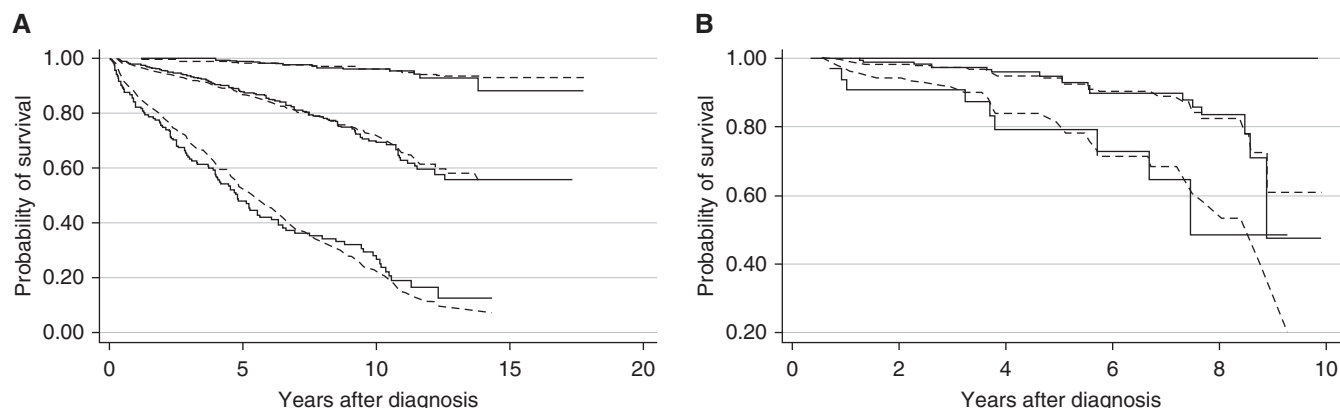 A
Probability of survival
1.00
0.80
0.60
0.40
0.20
0.00
0 5 10 15 20
Years after diagnosis
B
Probability of survival
1.00
0.80
0.60
0.40
0.20
0 2 4 6 8 10
Years after diagnosis